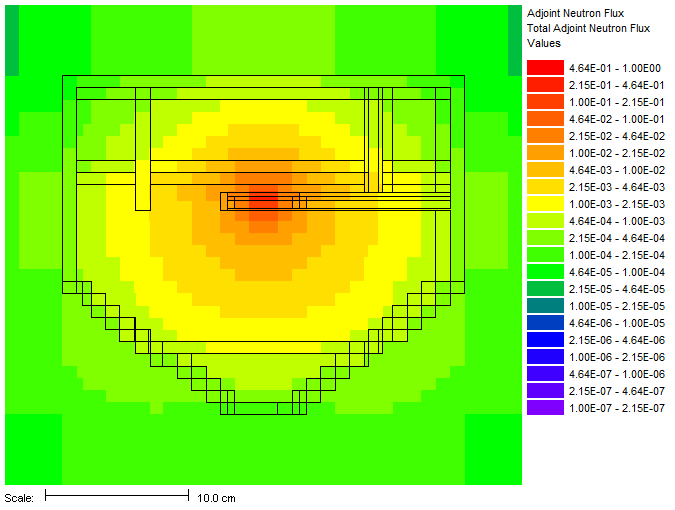 Adjoint Neutron Flux
Total Adjoint Neutron Flux
Values
4.64E-01 - 1.00E00
2.15E-01 - 4.64E-01
1.00E-01 - 2.15E-01
4.64E-02 - 1.00E-01
2.15E-02 - 4.64E-02
1.00E-02 - 2.15E-02
4.64E-03 - 1.00E-02
2.15E-03 - 4.64E-03
1.00E-03 - 2.15E-03
4.64E-04 - 1.00E-03
2.15E-04 - 4.64E-04
1.00E-04 - 2.15E-04
4.64E-05 - 1.00E-04
2.15E-05 - 4.64E-05
1.00E-05 - 2.15E-05
4.64E-06 - 1.00E-05
2.15E-06 - 4.64E-06
1.00E-06 - 2.15E-06
4.64E-07 - 1.00E-06
2.15E-07 - 4.64E-07
1.00E-07 - 2.15E-07
Scale: 10.0 cm